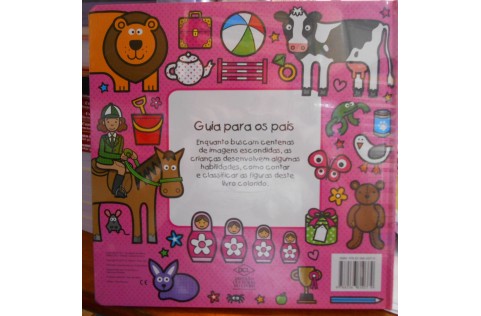 Guia para os pais
Enquanto buscam centenas
de imagens escondidas, as
crianças desenvolvem algumas
habilidades, como contar
e classificar as figuras deste
livro colorido.